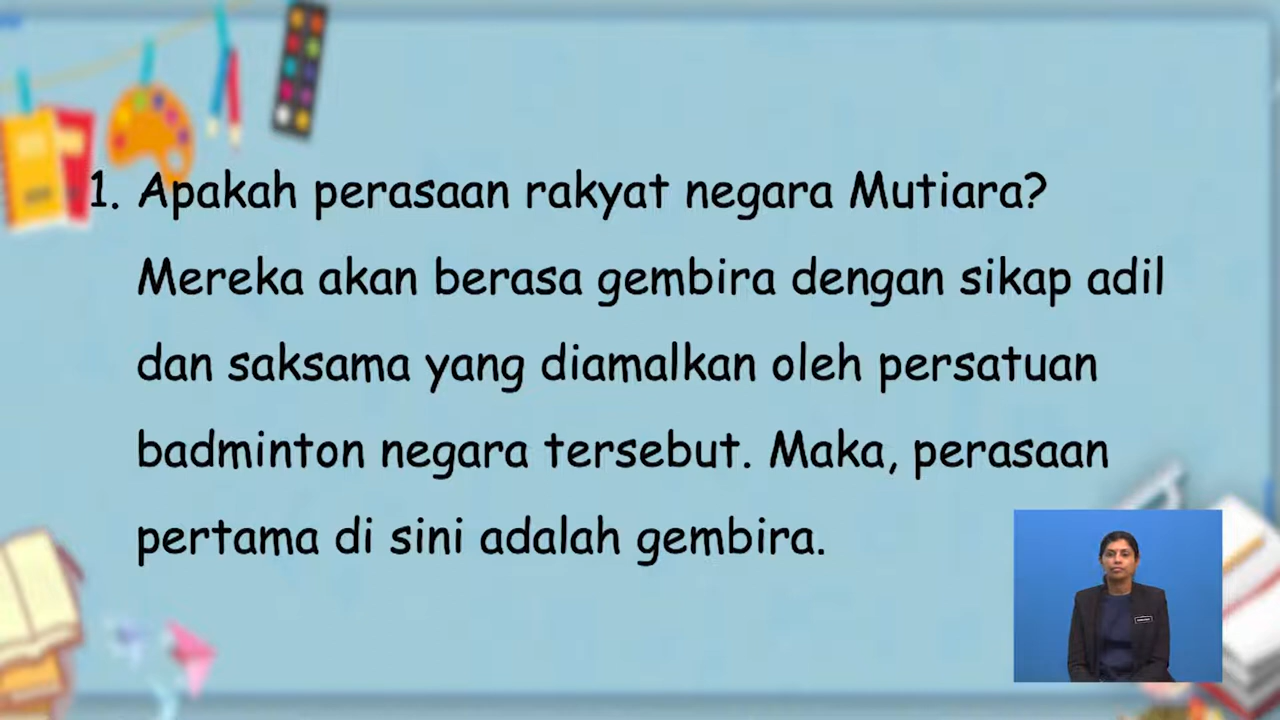 1. Apakah perasaan rakyat negara Mutiara?
Mereka akan berasa gembira dengan sikap adil
dan saksama yang diamalkan oleh persatuan
badminton negara tersebut. Maka, perasaan
pertama di sini adalah gembira.